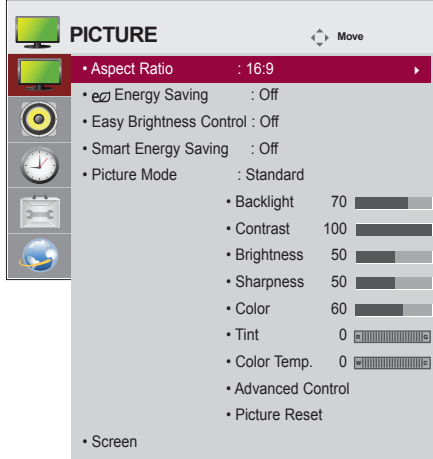 PICTURE
Move
• Aspect Ratio : 16:9
• Energy Saving : Off
• Easy Brightness Control : Off
• Smart Energy Saving : Off
• Picture Mode : Standard
• Backlight 70
• Contrast 100
• Brightness 50
• Sharpness 50
• Color 60
• Tint 0 R G
• Color Temp. 0 W C
• Advanced Control
• Picture Reset
• Screen